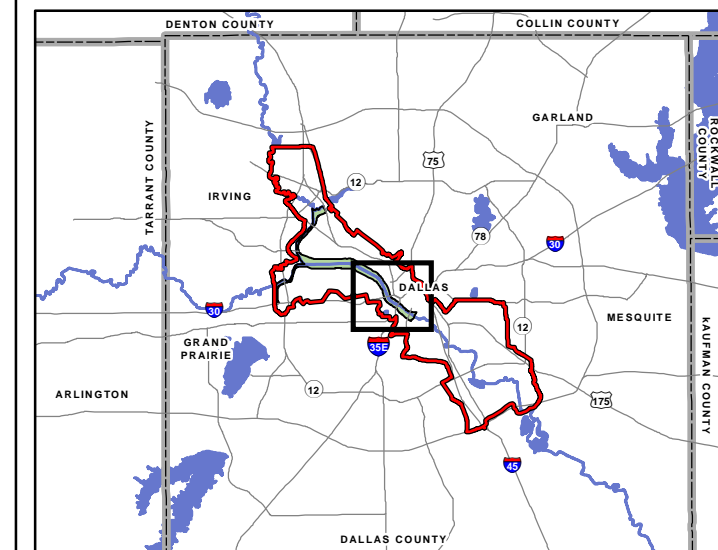 DENTON COUNTY
COLLIN COUNTY
GARLAND
TARRANT COUNTY
ROCKWALL
COUNTY
75
12
IRVING
78
30
DALLAS
30
MESQUITE
12
GRAND
PRAIRIE
35E
KAUFMAN COUNTY
12
ARLINGTON
175
45
DALLAS COUNTY